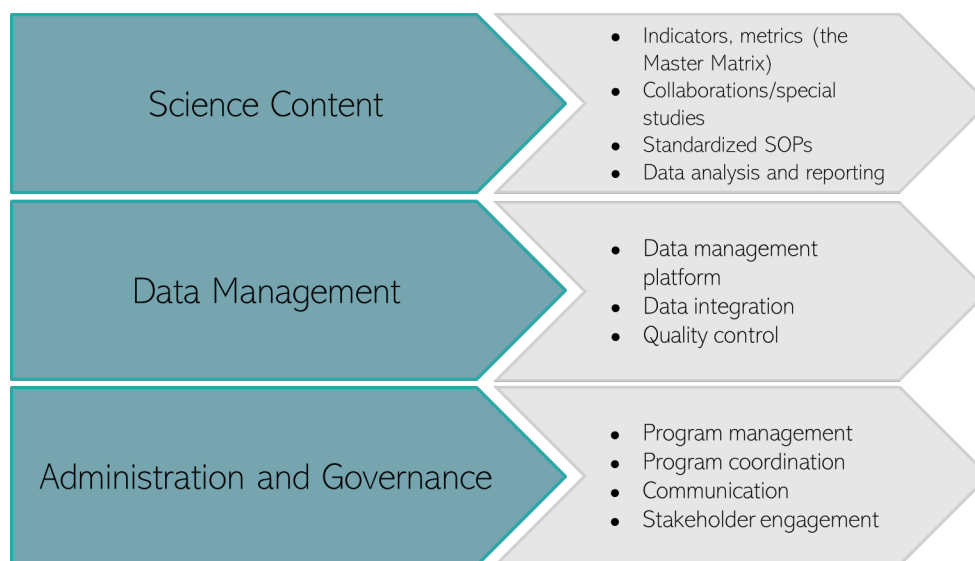 Science Content
● Indicators, metrics (the
Master Matrix)
● Collaborations/special
studies
● Standardized SOPs
● Data analysis and reporting
Data Management
● Data management
platform
● Data integration
● Quality control
Administration and Governance
● Program management
● Program coordination
● Communication
● Stakeholder engagement